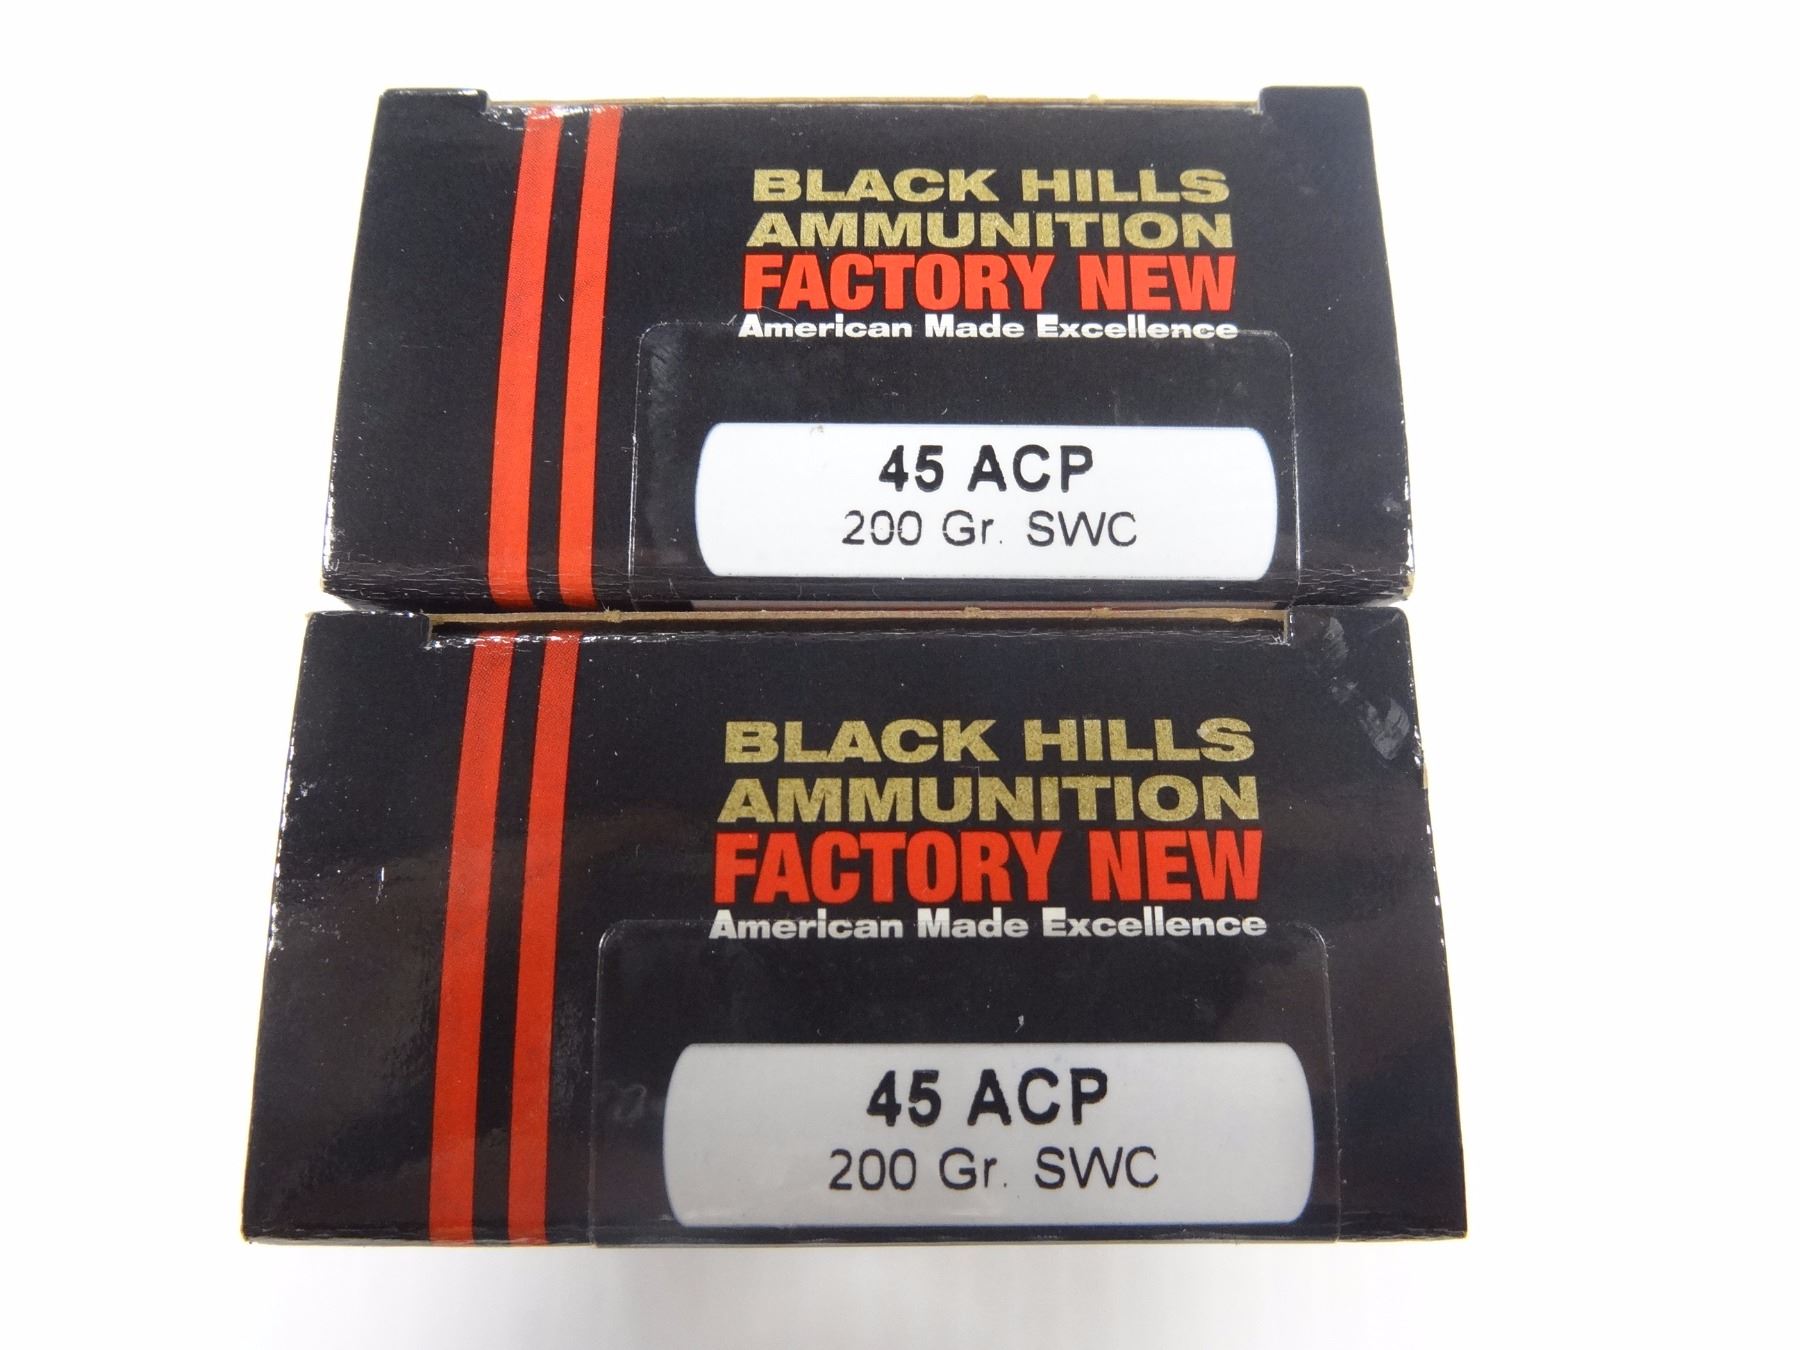 BLACK HILLS
AMMUNITION
FACTORY NEW
American Made Excellence
45 ACP
200 Gr. SWC
BLACK HILLS
AMMUNITION
FACTORY NEW
American Made Excellence
45 ACP
200 Gr. SWC